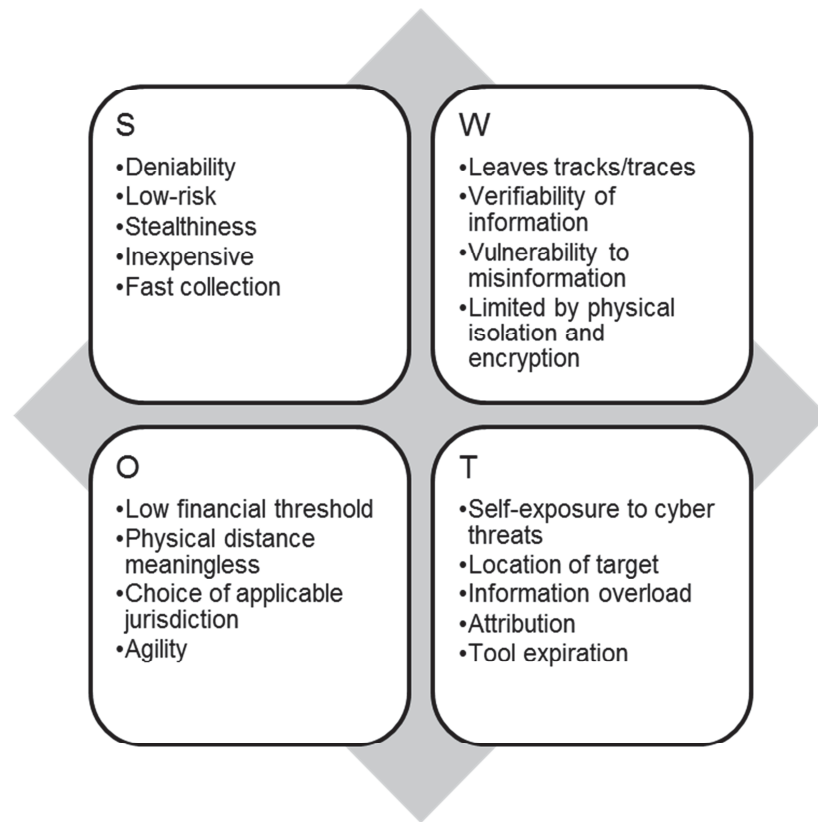 S
•Deniability
•Low-risk
•Stealthiness
•Inexpensive
•Fast collection
W
•Leaves tracks/traces
•Verifiability of
information
•Vulnerability to
misinformation
•Limited by physical
isolation and
encryption
O
•Low financial threshold
•Physical distance
meaningless
•Choice of applicable
jurisdiction
•Agility
T
•Self-exposure to cyber
threats
•Location of target
•Information overload
•Attribution
•Tool expiration